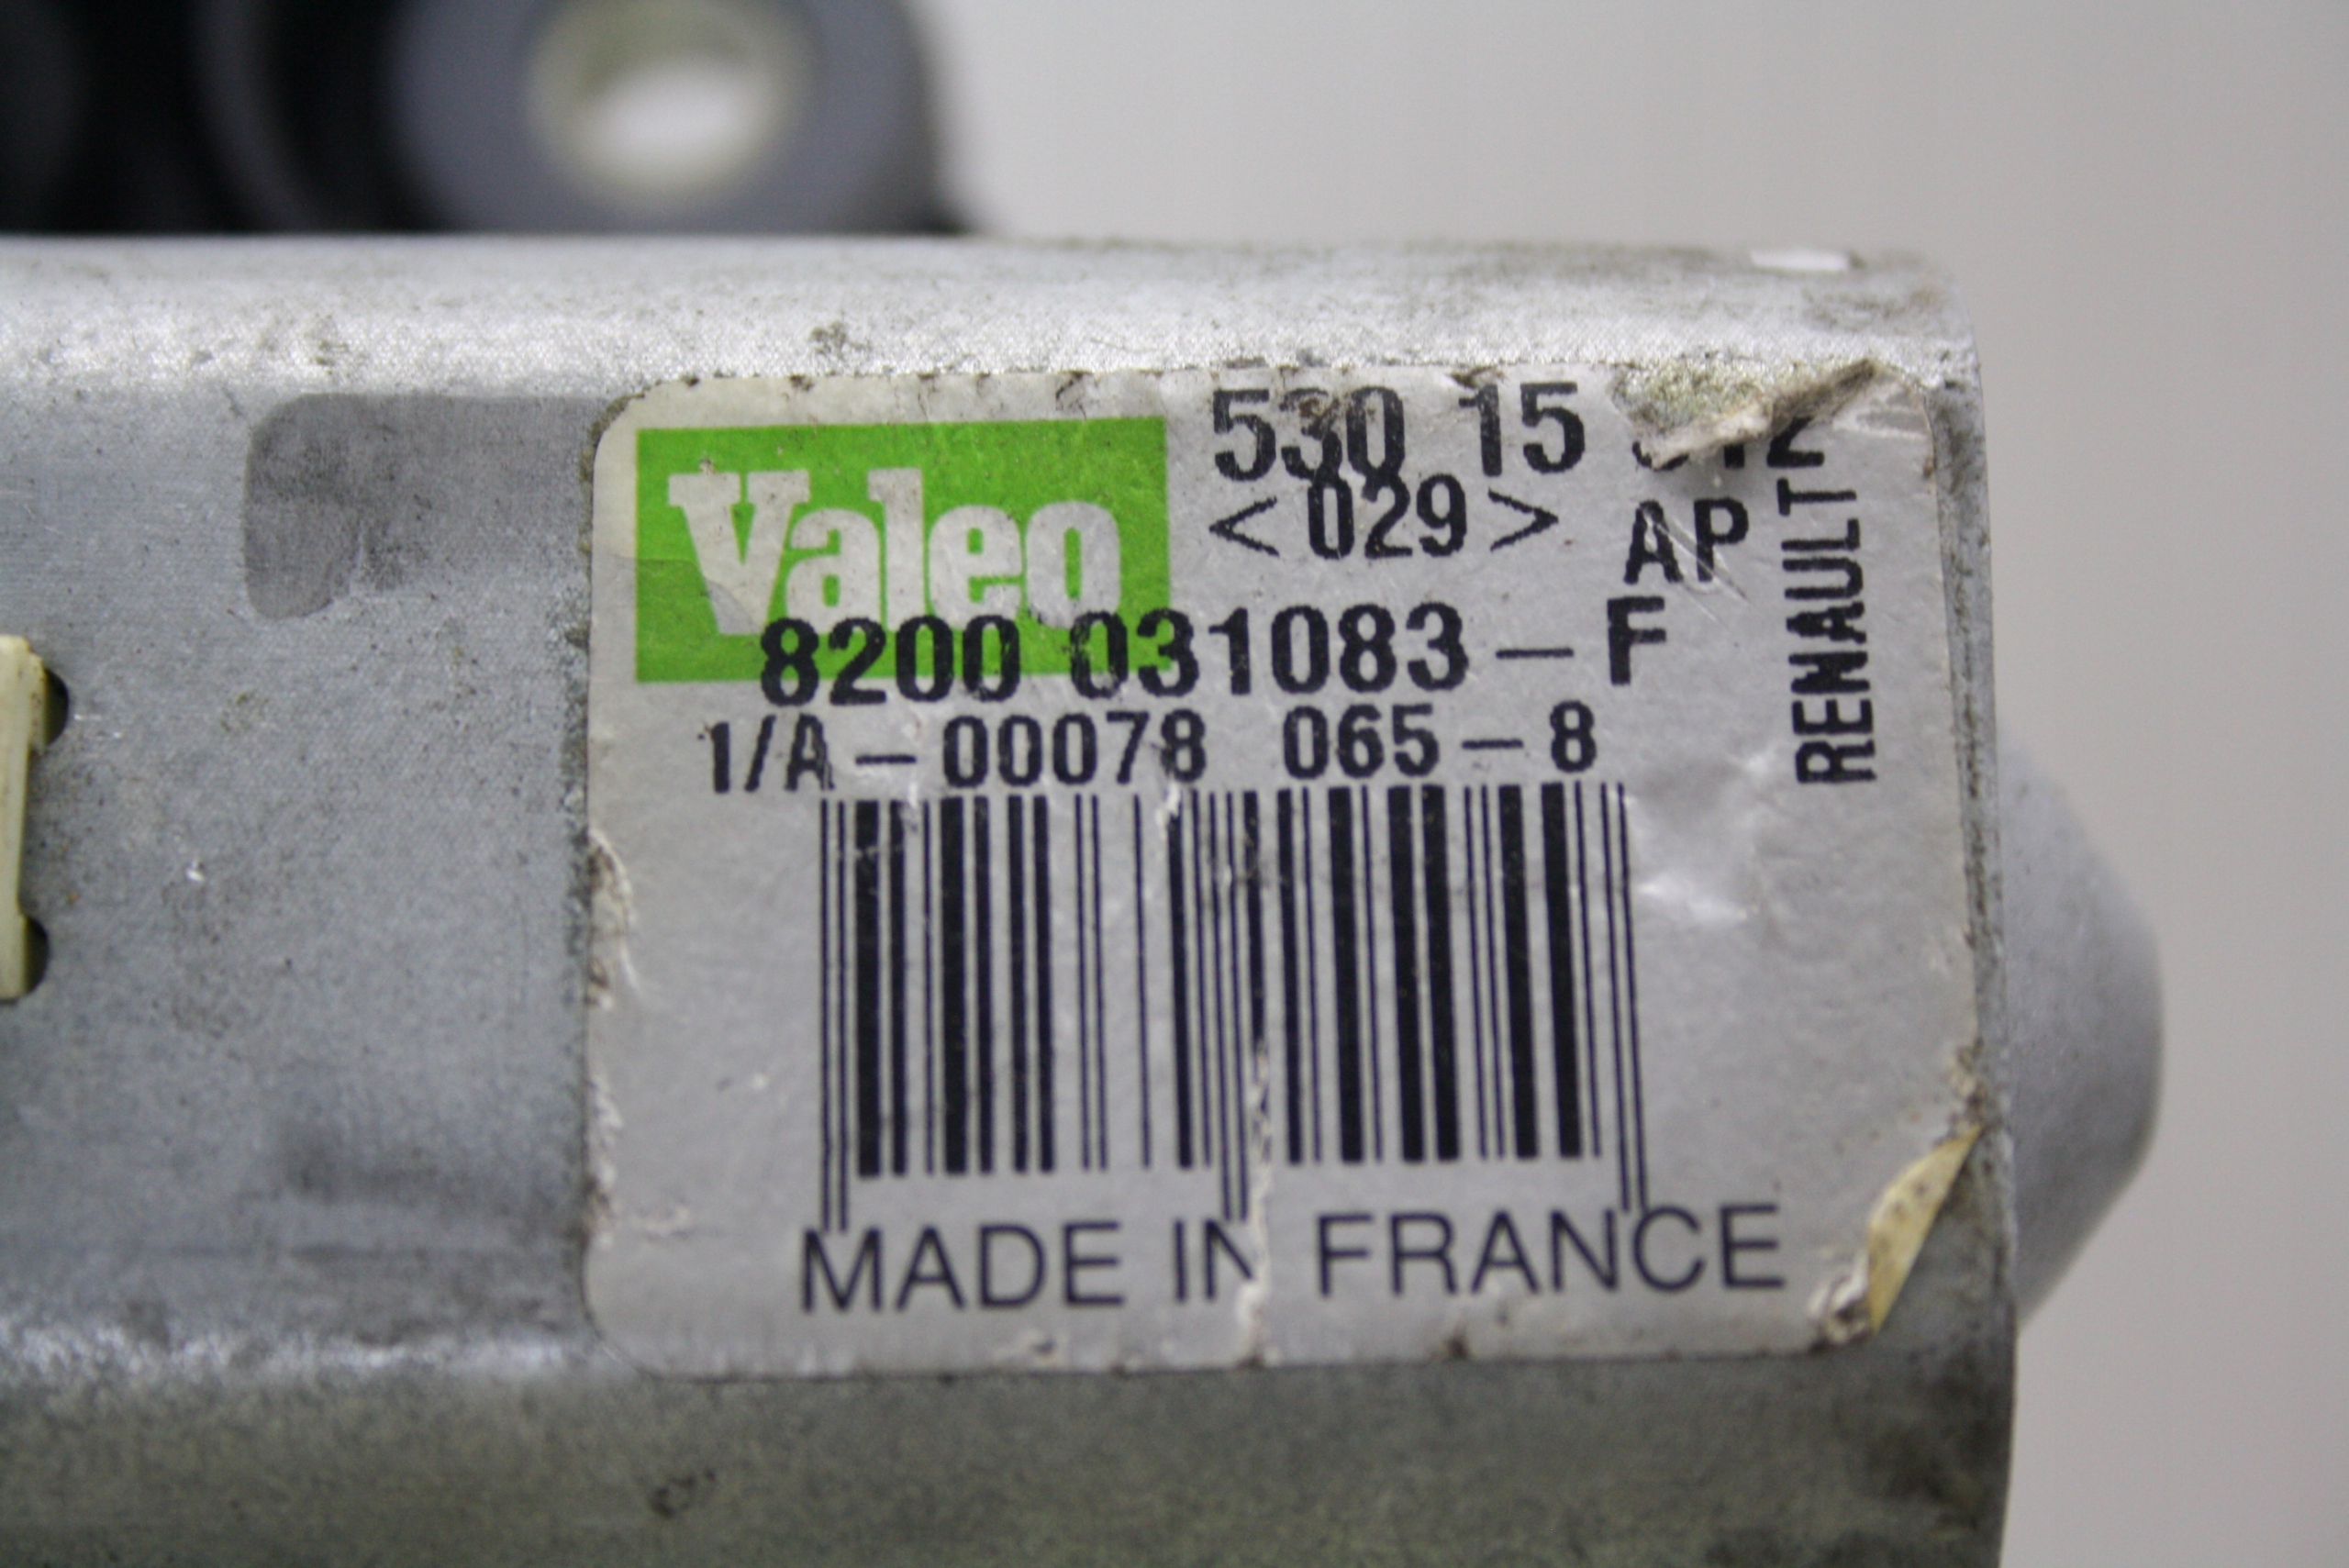 Valeo
530 15
<029> AP
8200 031083-F
1/A-00078 065-8
RENAULT
MADE IN FRANCE